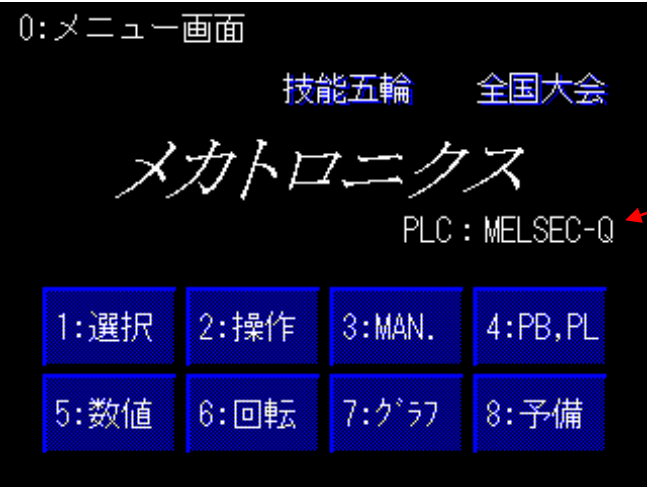 0:メニュー画面
技能五輪　全国大会
メカトロニクス
PLC：MELSEC-Q
1:選択 2:操作 3:MAN. 4:PB,PL
5:数値 6:回転 7:グラフ 8:予備